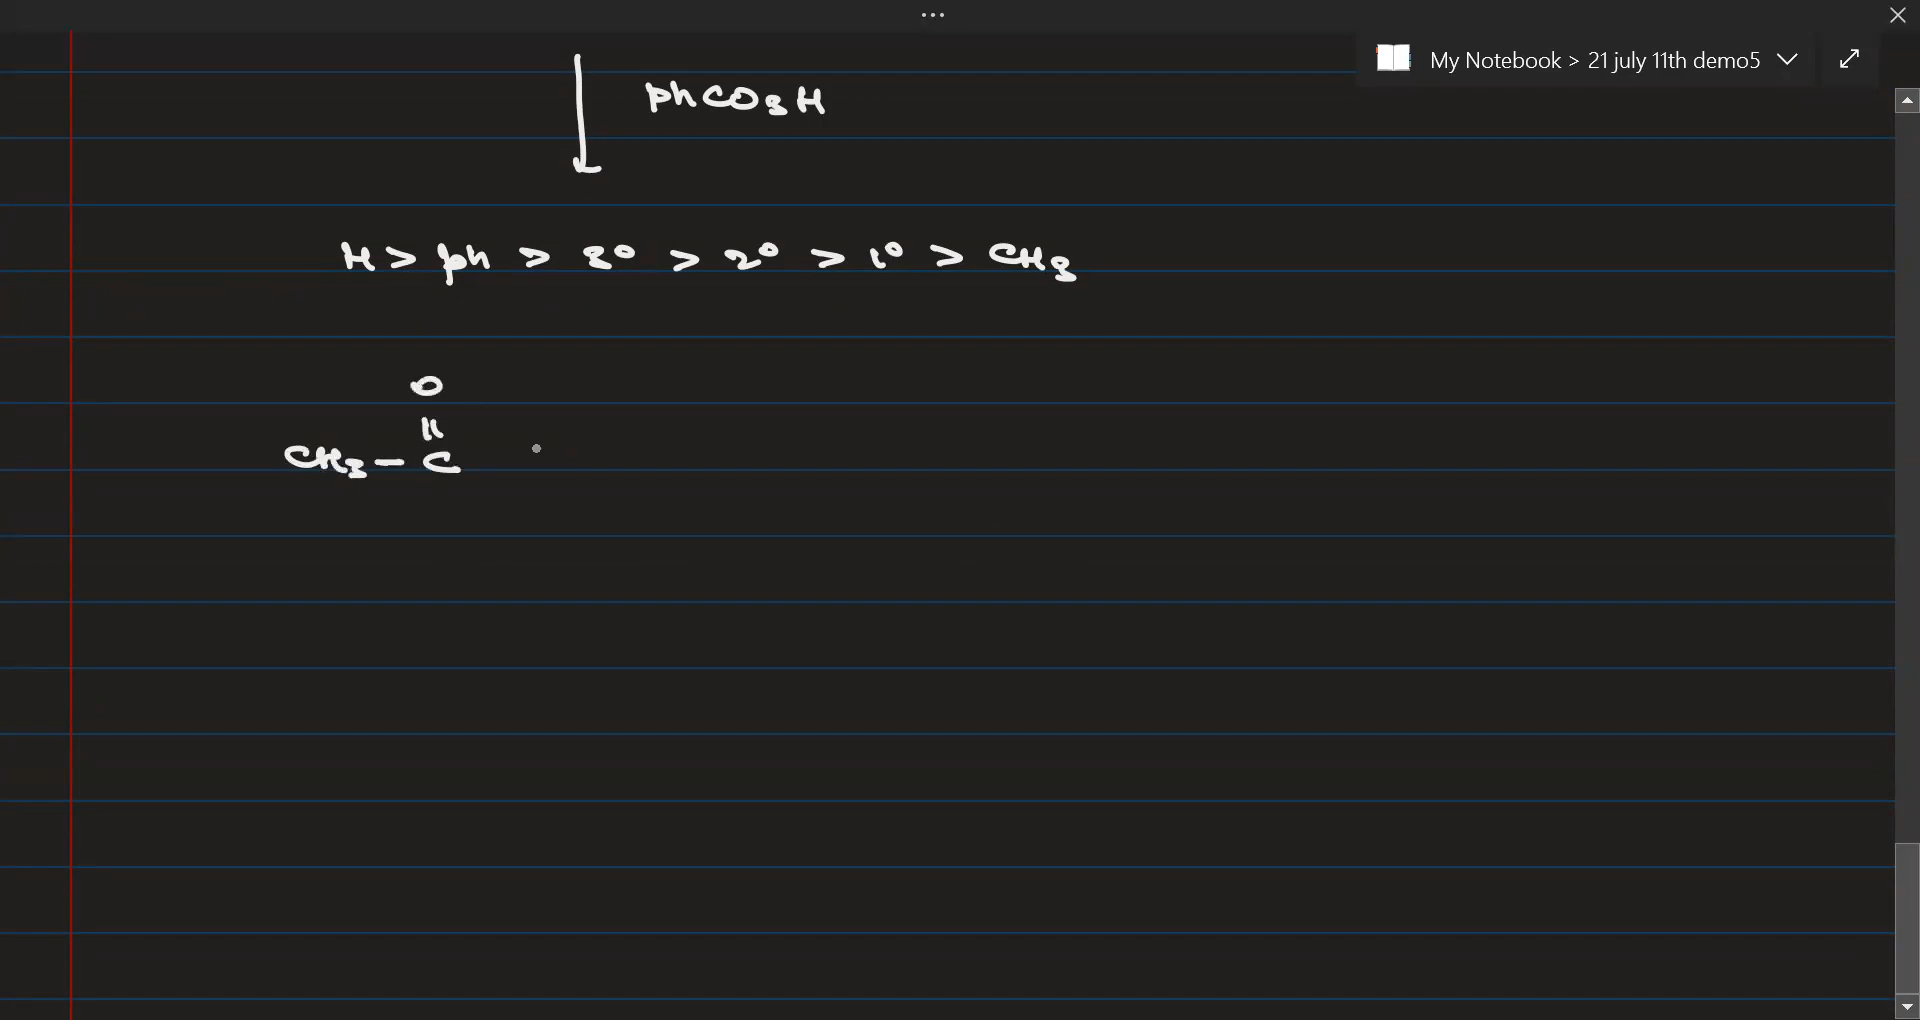 My Notebook > 21 july 11th demo5
phCO3H
H > ph > 3° > 2° > 1° > CH3
O
||
CH3 - C